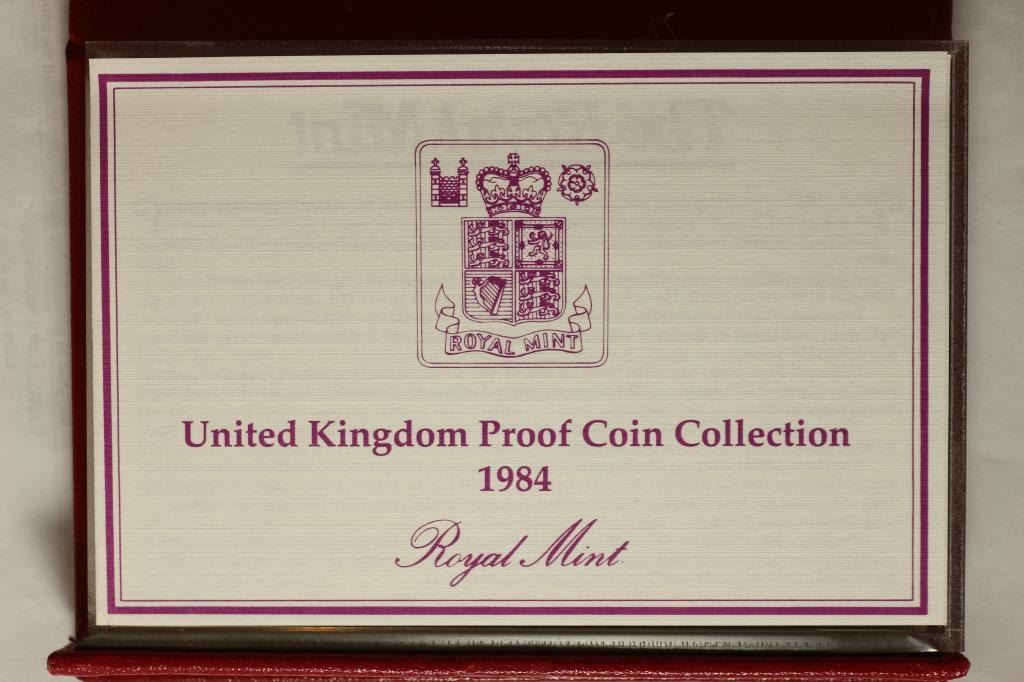 ROYAL MINT
United Kingdom Proof Coin Collection
1984
Royal Mint